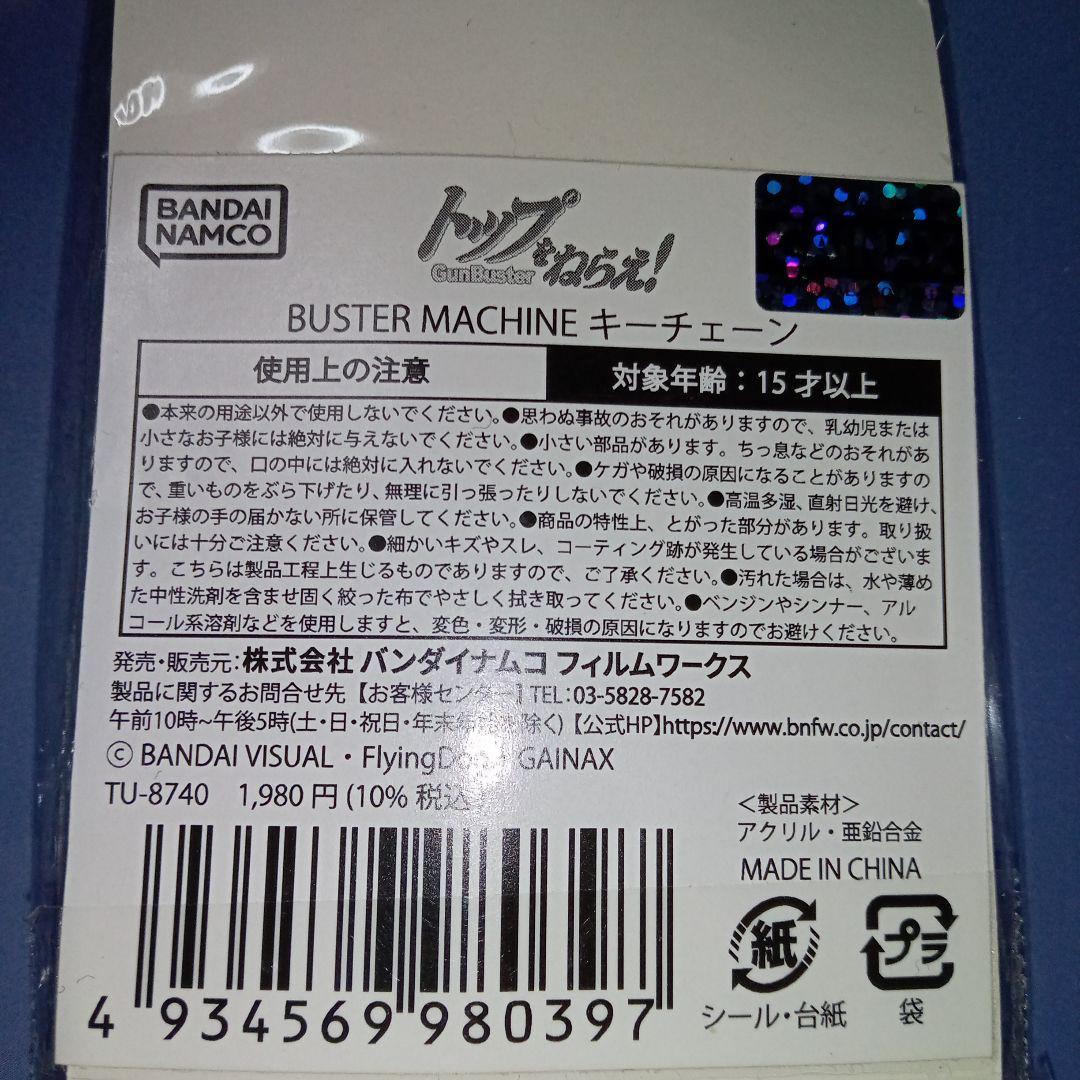 BANDAI
NAMCO
トップをねらえ!
GunBuster
BUSTER MACHINE キーチェーン
使用上の注意
対象年齢：15才以上
●本来の用途以外で使用しないでください。●思わぬ事故のおそれがありますので、乳幼児または
小さなお子様には絶対に与えないでください。●小さい部品があります。ちっ息などのおそれがあ
りますので、口の中には絶対に入れないでください。●ケガや破損の原因になることがありますの
で、重いものをぶら下げたり、無理に引っ張ったりしないでください。●高温多湿、直射日光を避け、
お子様の手の届かない所に保管してください。●商品の特性上、とがった部分があります。取り扱
いには十分ご注意ください。●細かいキズやスレ、コーティング跡が発生している場合がございま
す。こちらは製品工程上生じるものでありますので、ご了承ください。●汚れた場合は、水や薄め
た中性洗剤を含ませ固く絞った布でやさしく拭き取ってください。●ベンジンやシンナー、アル
コール系溶剤などを使用しますと、変色・変形・破損の原因になりますのでお避けください。
発売・販売元：株式会社 バンダイナムコ フィルムワークス
製品に関するお問合せ先【お客様センター】TEL：03-5828-7582
午前10時~午後5時(土・日・祝日・年末年始を除く)【公式HP】https://www.bnfw.co.jp/contact/
© BANDAI VISUAL・FlyingDog・GAINAX
TU-8740 1,980円(10% 税込)
<製品素材>
アクリル・亜鉛合金
MADE IN CHINA
紙
プラ
シール・台紙
袋
4 934569 980397